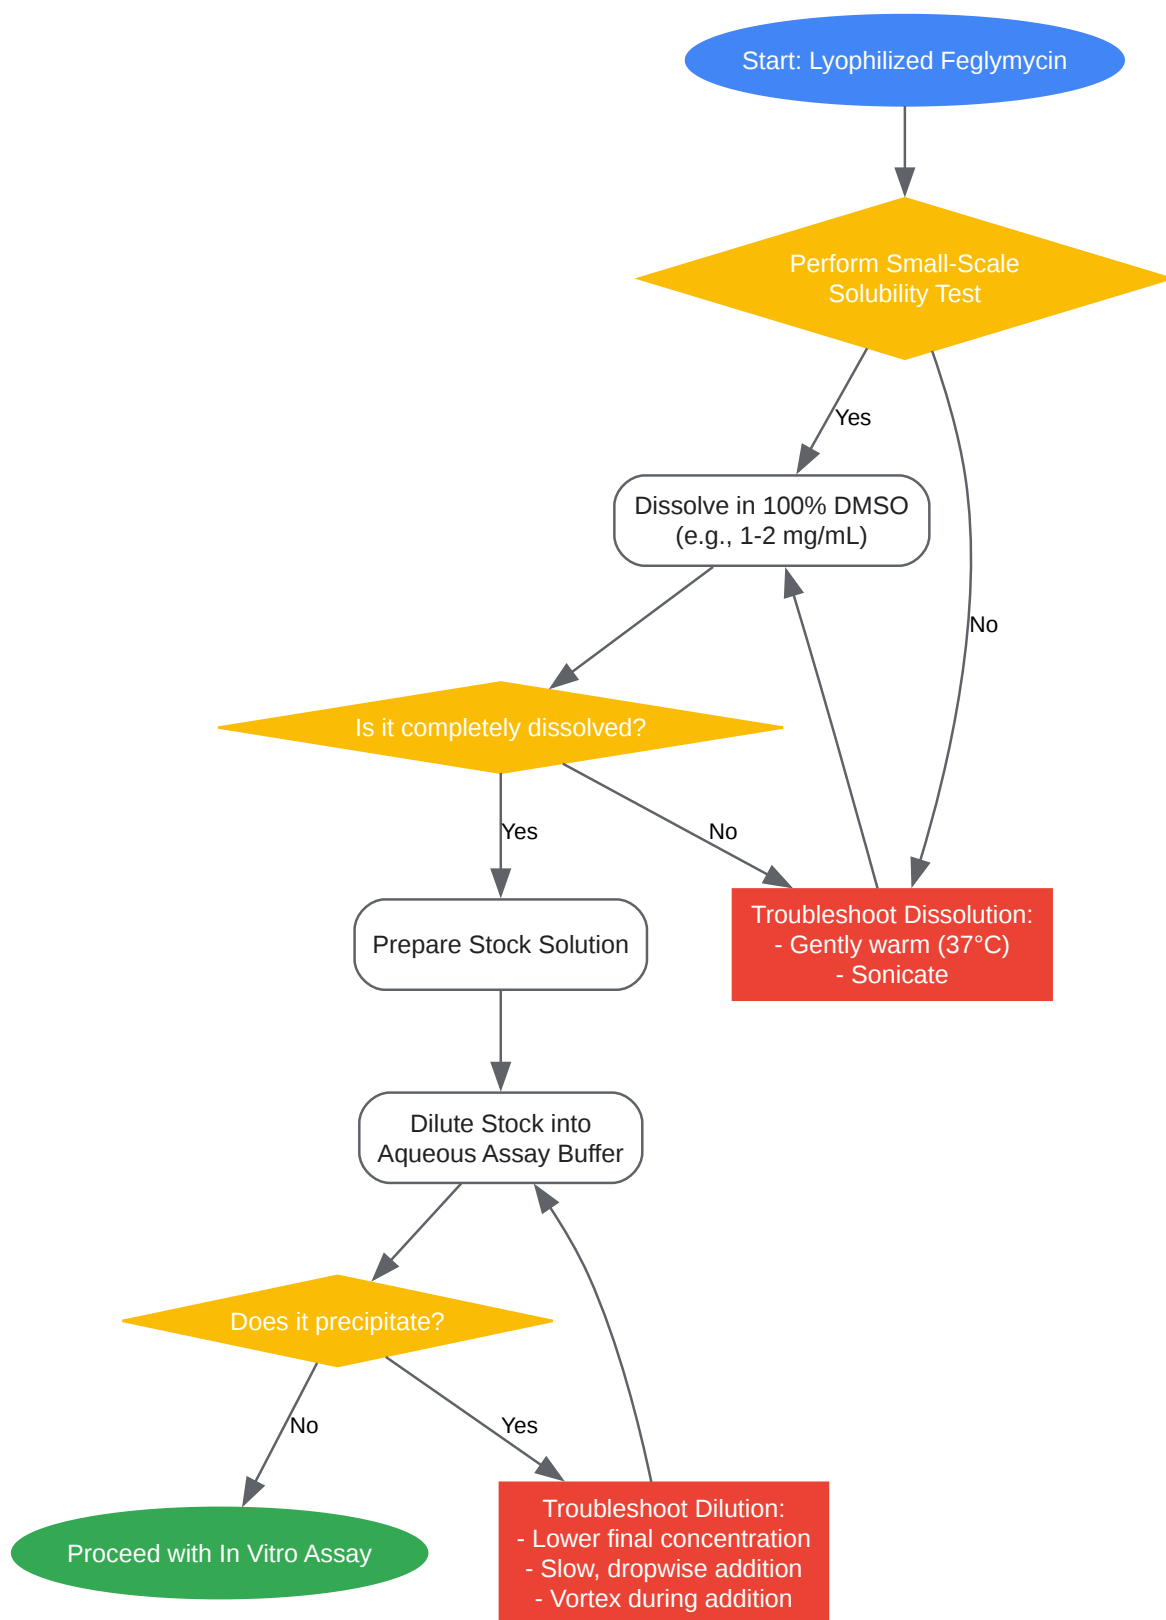 Start: Lyophilized Feglymycin
Perform Small-Scale
Solubility Test
Yes
Dissolve in 100% DMSO
(e.g., 1-2 mg/mL)
No
Is it completely dissolved?
Yes
No
Troubleshoot Dissolution:
- Gently warm (37°C)
- Sonicate
Prepare Stock Solution
Dilute Stock into
Aqueous Assay Buffer
Does it precipitate?
No
Yes
Troubleshoot Dilution:
- Lower final concentration
- Slow, dropwise addition
- Vortex during addition
Proceed with In Vitro Assay